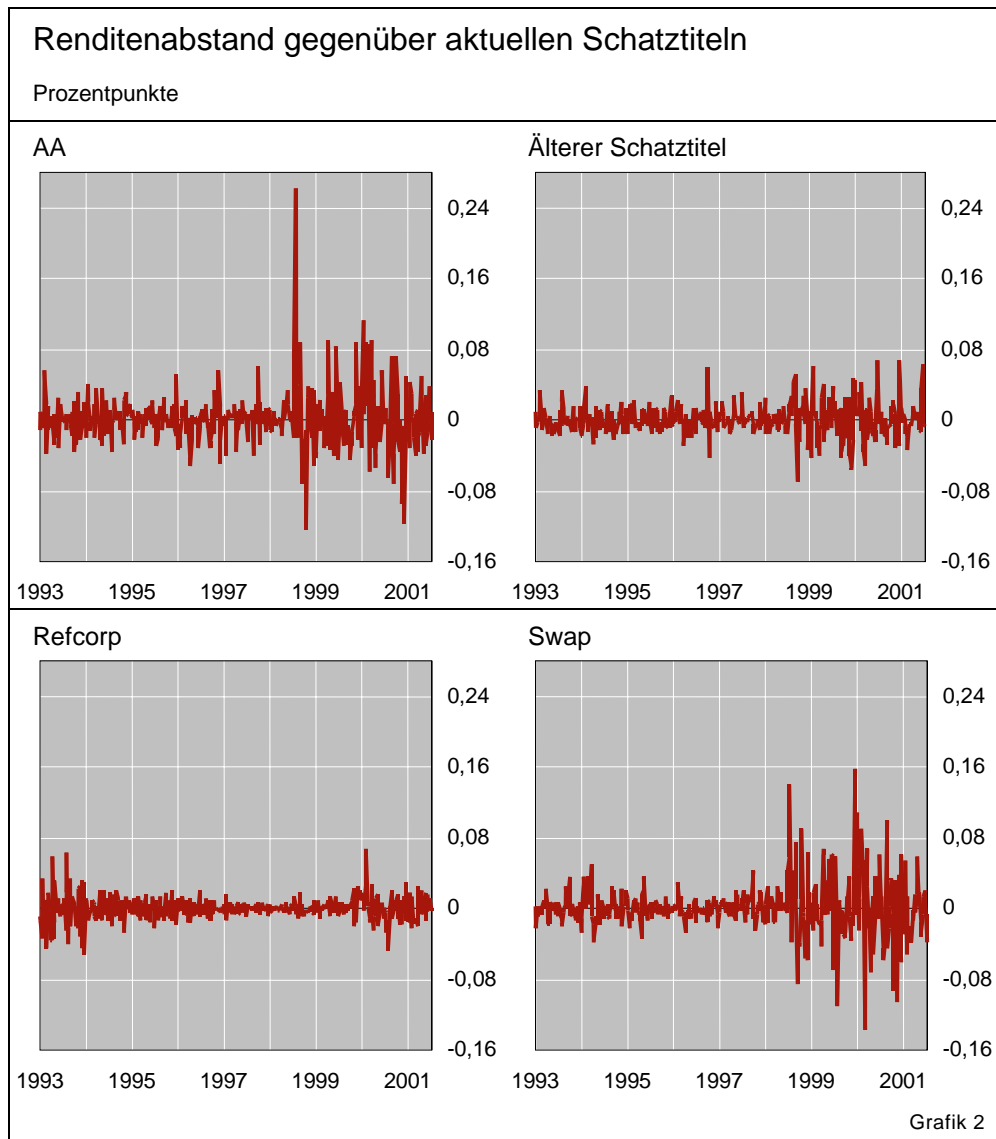 Renditenabstand gegenüber aktuellen Schatztiteln
Prozentpunkte
AA
0,24
0,16
0,08
0
-0,08
-0,16
1993 1995 1997 1999 2001
Älterer Schatztitel
0,24
0,16
0,08
0
-0,08
-0,16
1993 1995 1997 1999 2001
Refcorp
0,24
0,16
0,08
0
-0,08
-0,16
1993 1995 1997 1999 2001
Swap
0,24
0,16
0,08
0
-0,08
-0,16
1993 1995 1997 1999 2001
Grafik 2